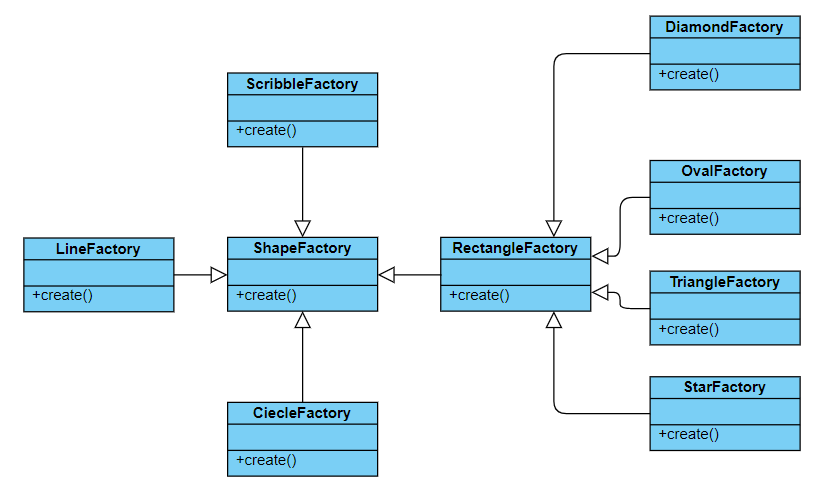 DiamondFactory
+create()
ScribbleFactory
+create()
OvalFactory
+create()
LineFactory
+create()
ShapeFactory
+create()
RectangleFactory
+create()
TriangleFactory
+create()
StarFactory
+create()
CiecleFactory
+create()